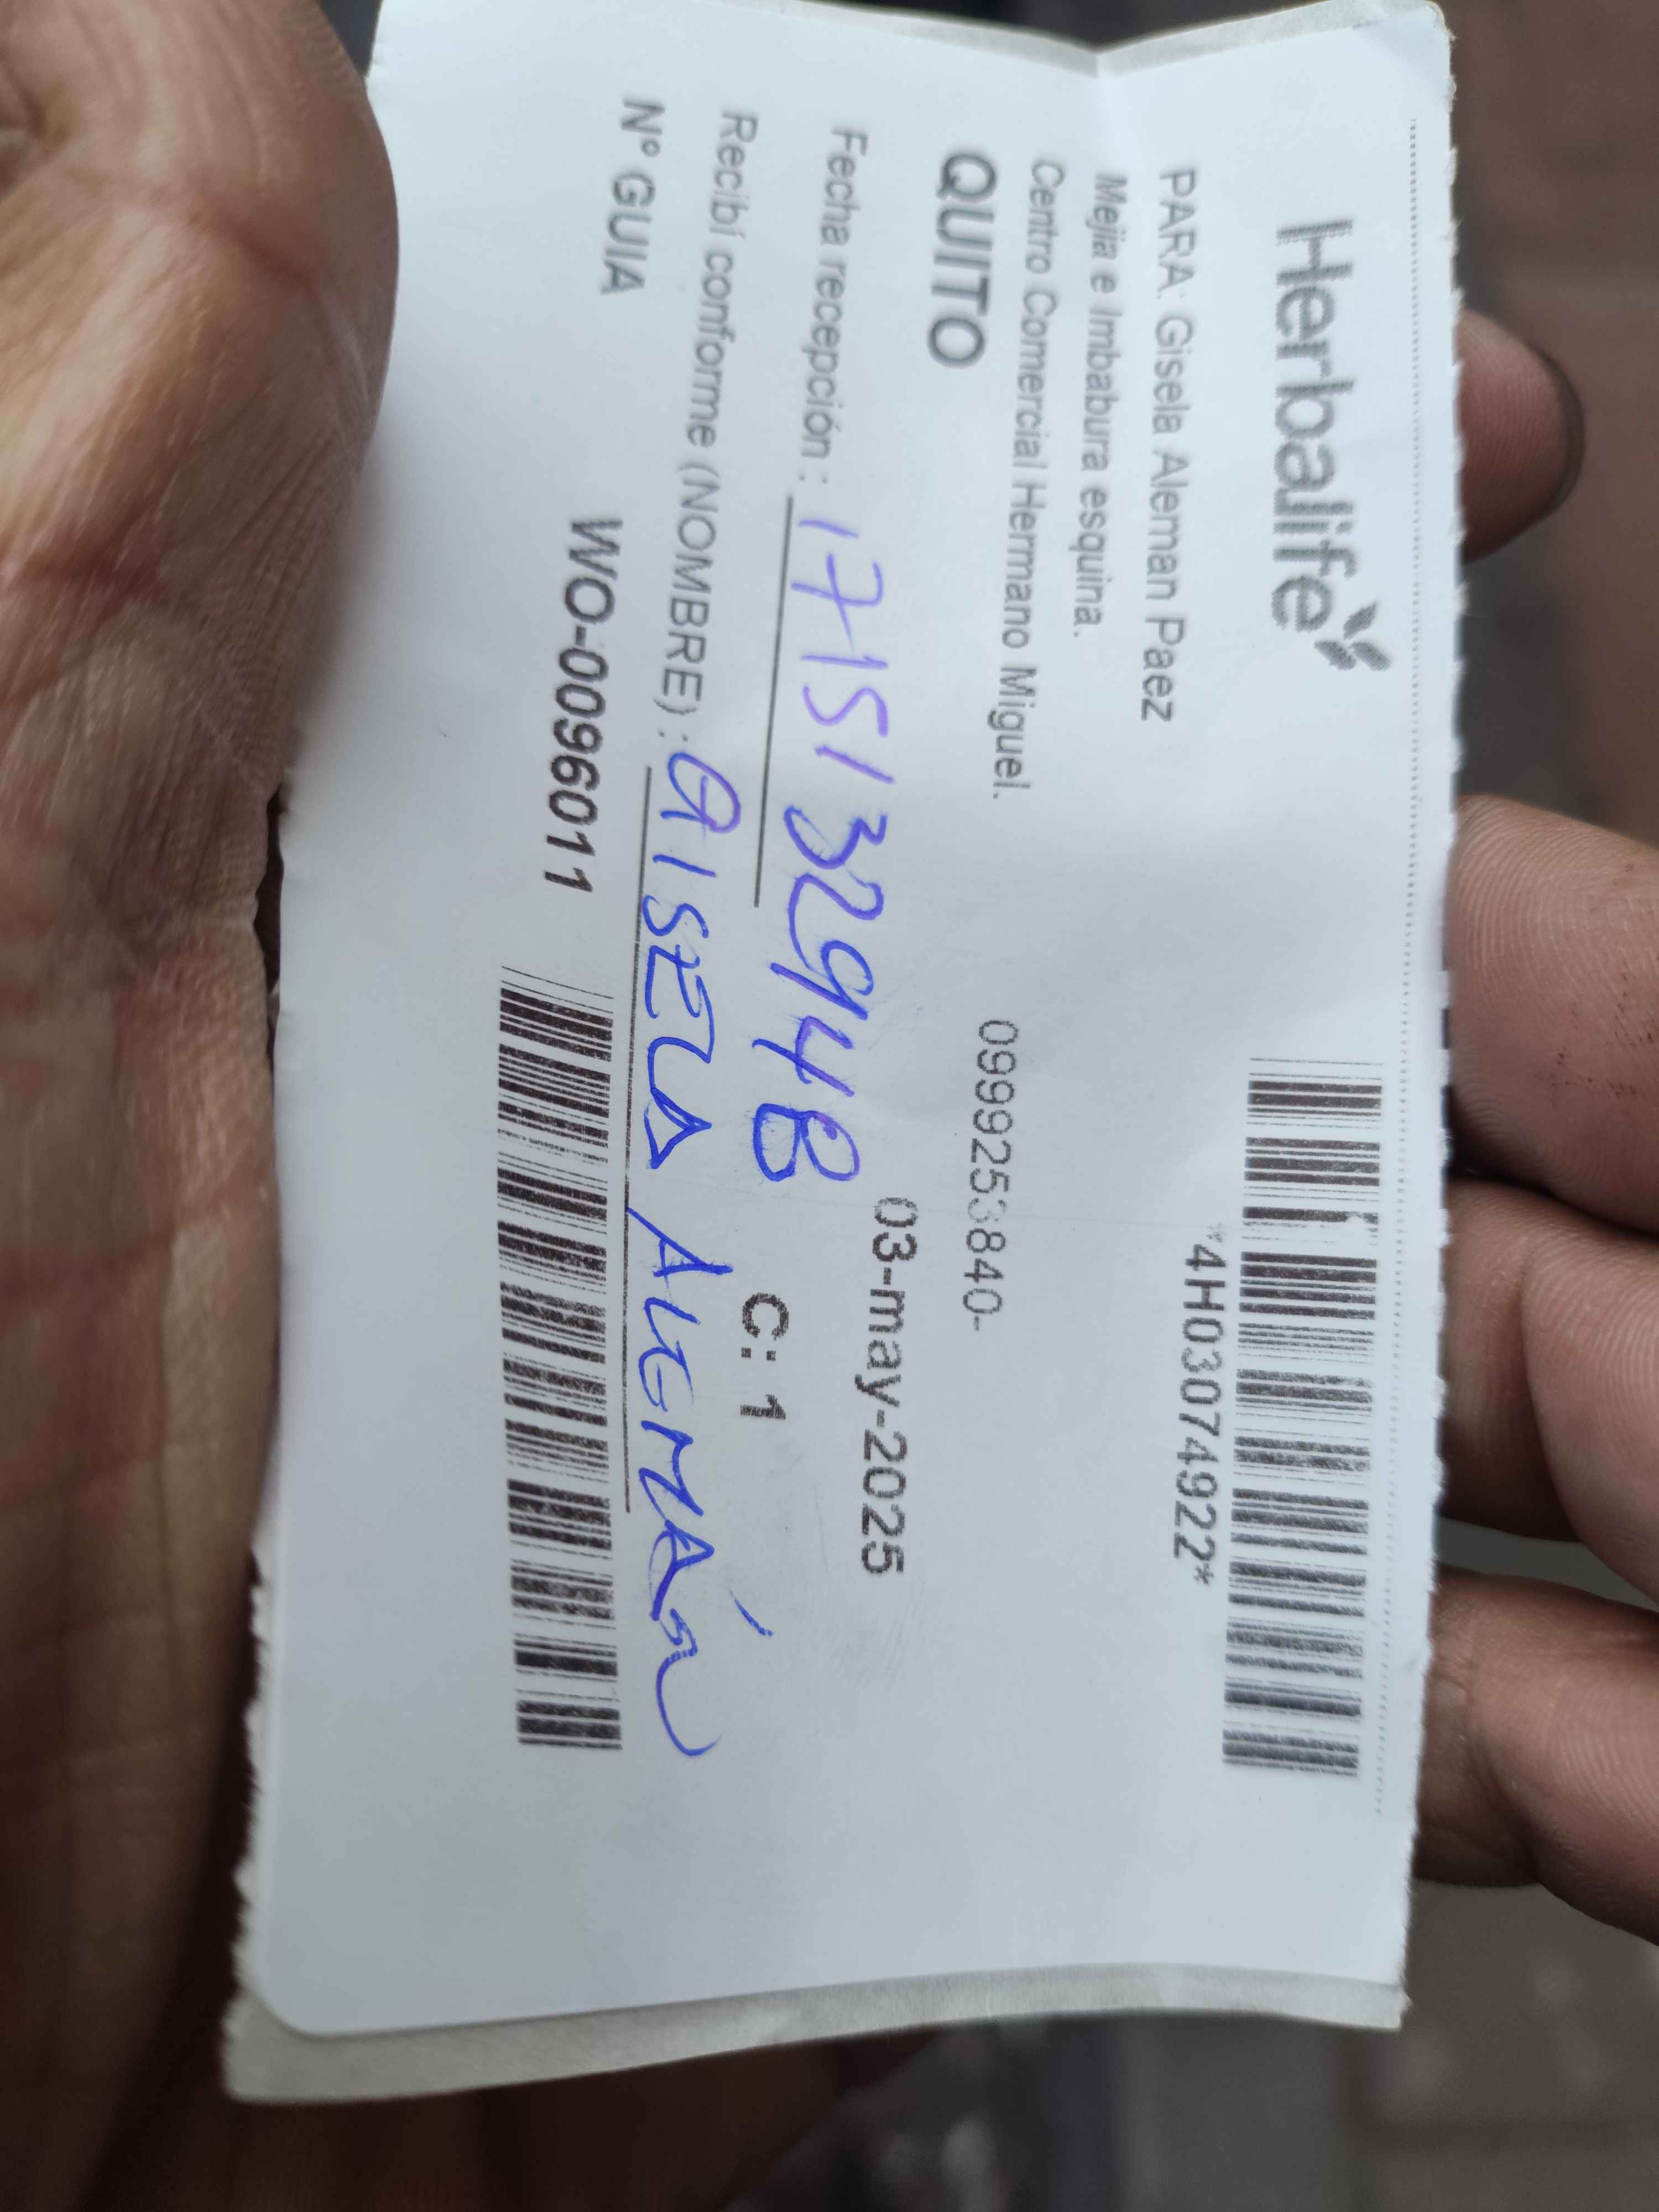 Herbalife
*4H03074922*
PARA: Gisela Aleman Paez
Mejia e Imbabura esquina.
Centro Comercial Hermano Miguel.
0999253840-
QUITO
03-may-2025
Fecha recepción : 1715132948
C: 1
Recibí conforme (NOMBRE) : GISELA ALEMÁN
Nº GUIA WO-0096011